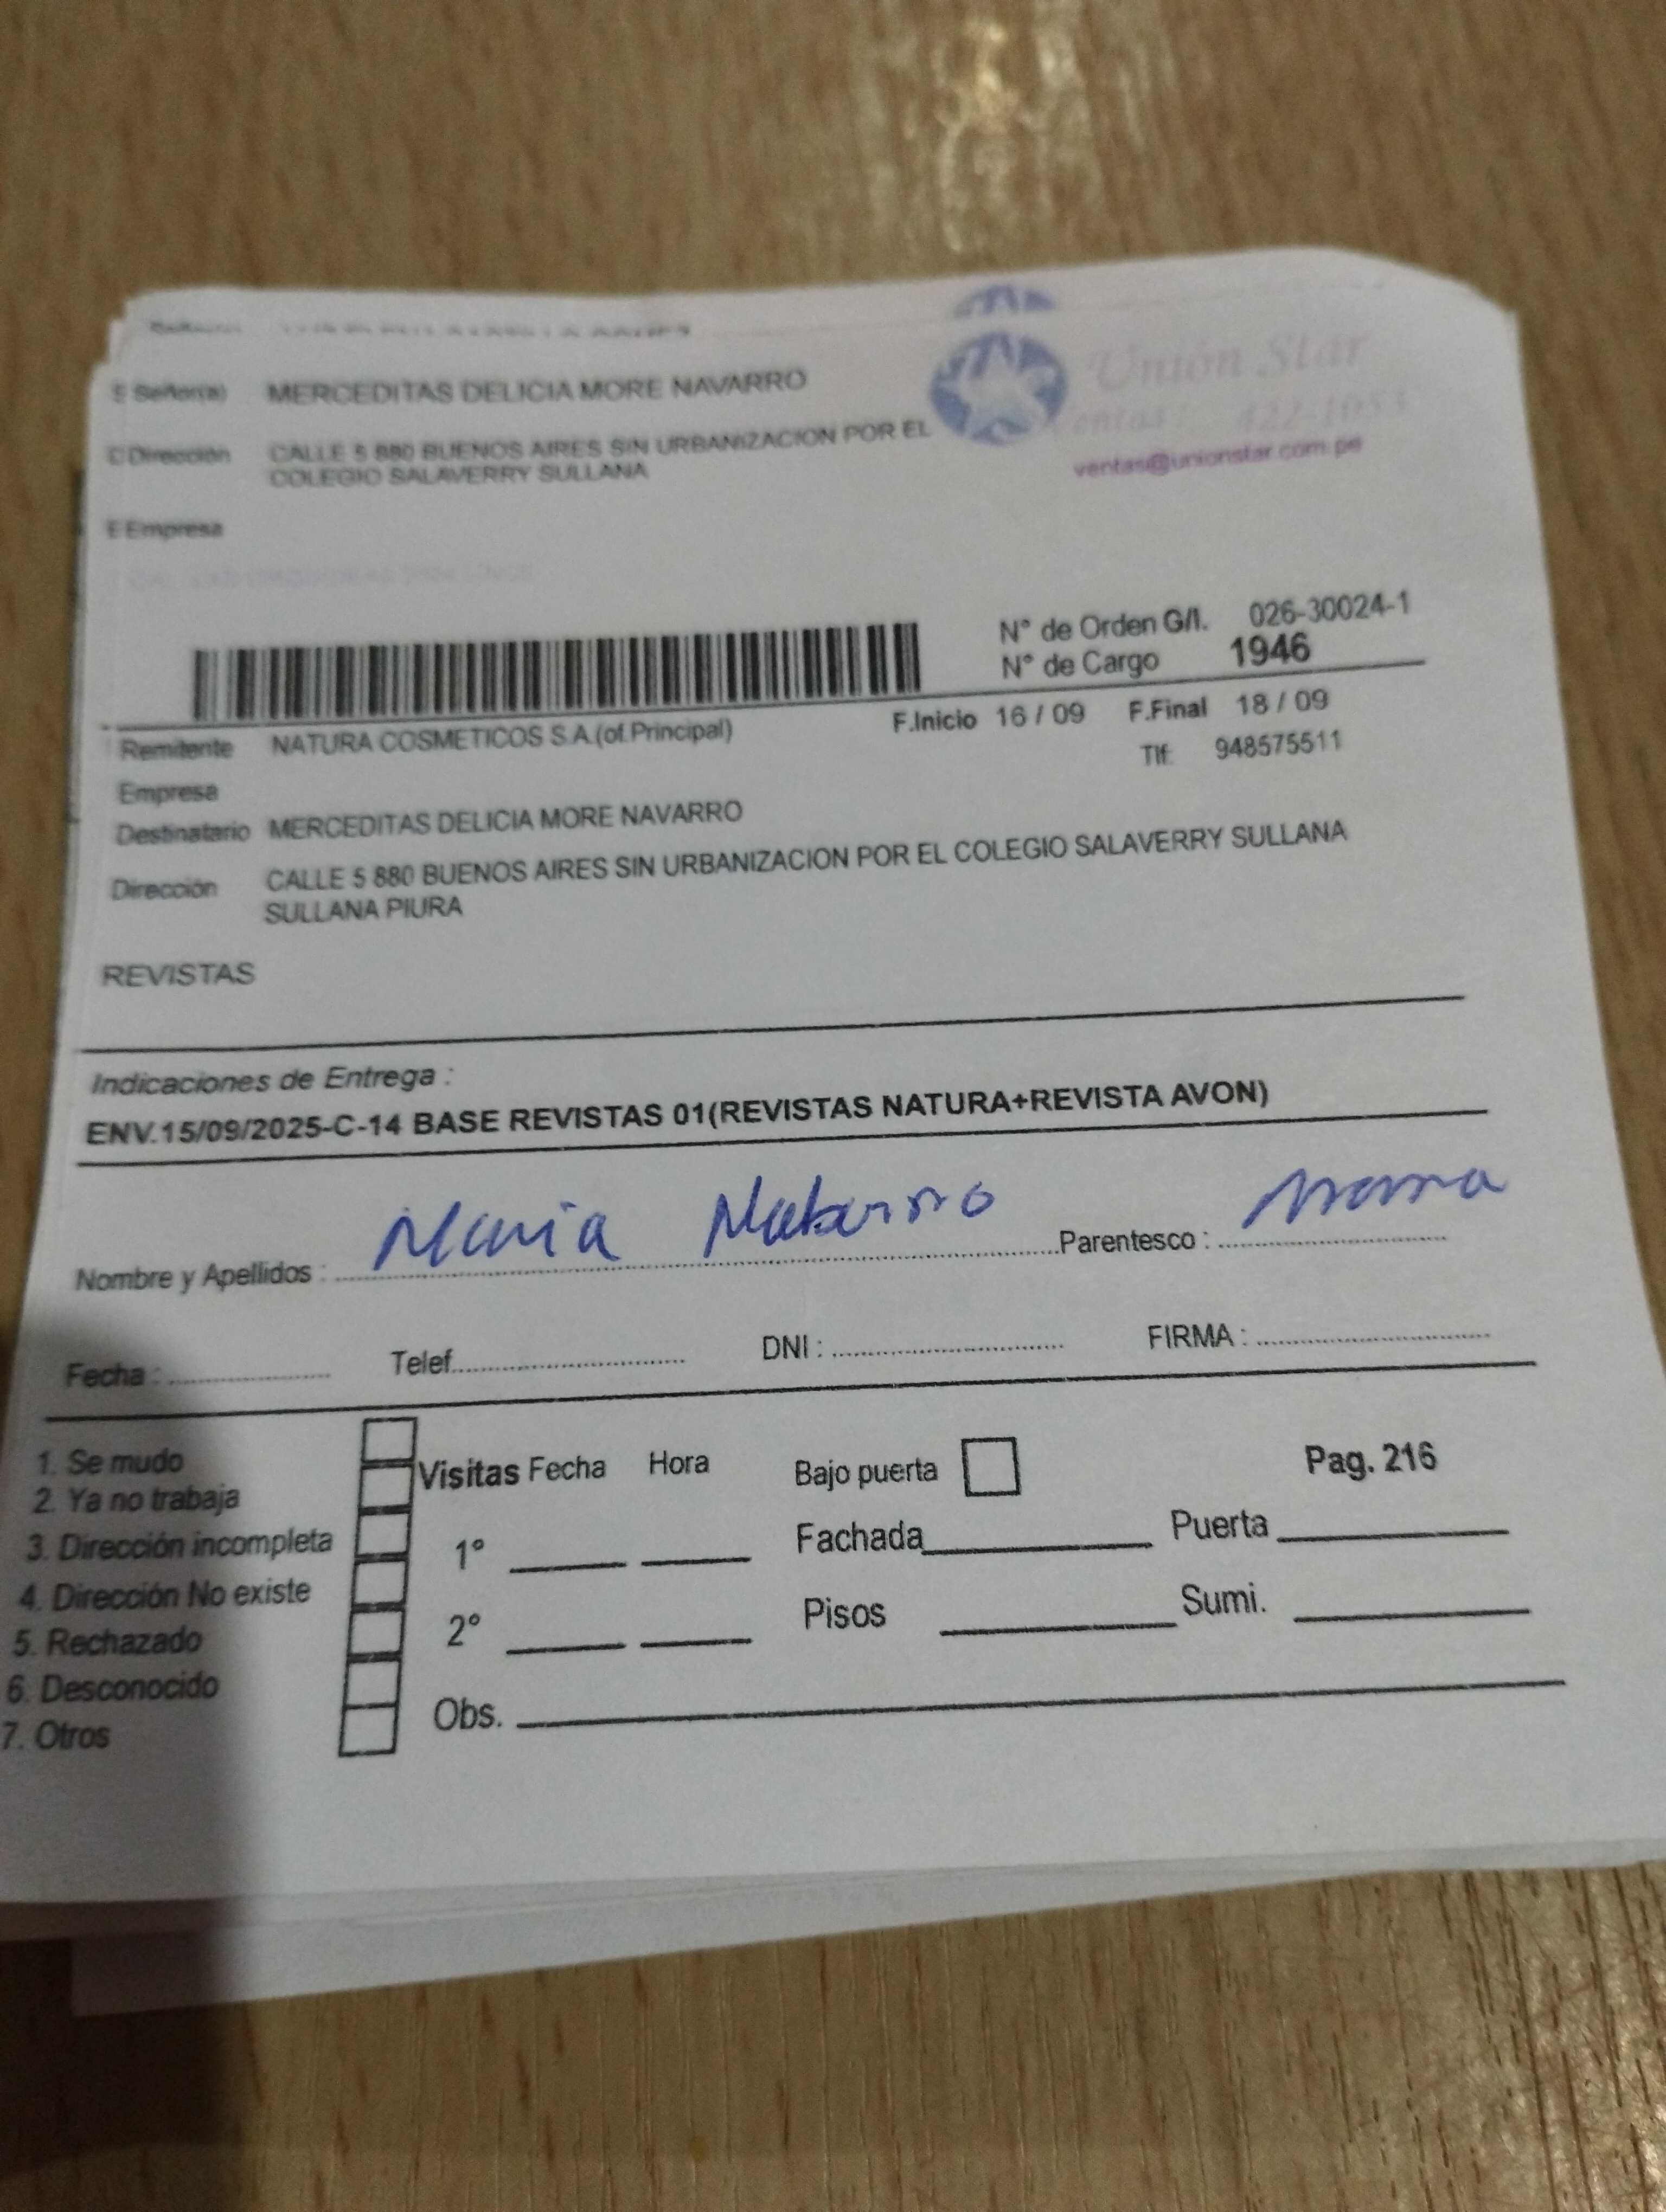 Señor(a) MERCEDITAS DELICIA MORE NAVARRO
Unión Star
Ventas 422-1053
Dirección CALLE 5 880 BUENOS AIRES SIN URBANIZACION POR EL
COLEGIO SALAVERRY SULLANA
ventas@unionstar.com.pe
Empresa
N° de Orden G/I. 026-30024-1
N° de Cargo 1946
F.Inicio 16 / 09 F.Final 18 / 09
Remitente NATURA COSMETICOS S.A.(of.Principal)
Tlf: 948575511
Empresa
Destinatario MERCEDITAS DELICIA MORE NAVARRO
Dirección CALLE 5 880 BUENOS AIRES SIN URBANIZACION POR EL COLEGIO SALAVERRY SULLANA
SULLANA PIURA
REVISTAS
Indicaciones de Entrega :
ENV.15/09/2025-C-14 BASE REVISTAS 01(REVISTAS NATURA+REVISTA AVON)
Nombre y Apellidos : Maria Nabarro Parentesco : mama
Fecha : Telef. DNI : FIRMA :
1. Se mudo
2. Ya no trabaja
3. Dirección incompleta
4. Dirección No existe
5. Rechazado
6. Desconocido
7. Otros
Visitas Fecha Hora Bajo puerta Pag. 216
1° Fachada Puerta
2° Pisos Sumi.
Obs.